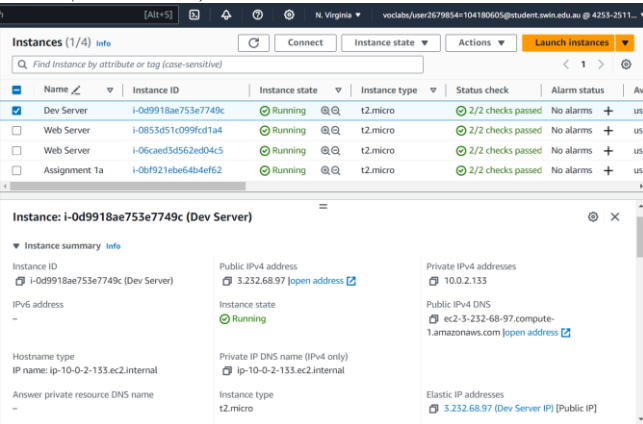 [Alt+S] N. Virginia ▼ voclabs/user2679854=104180605@student.swin.edu.au @ 4253-2511...
Instances (1/4) Info Connect Instance state ▼ Actions ▼ Launch instances ▼
Find Instance by attribute or tag (case-sensitive) < 1 >
Name Instance ID Instance state Instance type Status check Alarm status Av
Dev Server i-0d9918ae753e7749c Running t2.micro 2/2 checks passed No alarms + us
Web Server i-0853d51c099fcd1a4 Running t2.micro 2/2 checks passed No alarms + us
Web Server i-06caed3d562ed04c5 Running t2.micro 2/2 checks passed No alarms + us
Assignment 1a i-0bf921ebe64b4ef62 Running t2.micro 2/2 checks passed No alarms + us
Instance: i-0d9918ae753e7749c (Dev Server)
▼ Instance summary Info
Instance ID Public IPv4 address Private IPv4 addresses
i-0d9918ae753e7749c (Dev Server) 3.232.68.97 |open address 10.0.2.133
IPv6 address Instance state Public IPv4 DNS
– Running ec2-3-232-68-97.compute-
1.amazonaws.com |open address
Hostname type Private IP DNS name (IPv4 only)
IP name: ip-10-0-2-133.ec2.internal ip-10-0-2-133.ec2.internal
Answer private resource DNS name Instance type Elastic IP addresses
– t2.micro 3.232.68.97 (Dev Server IP) [Public IP]